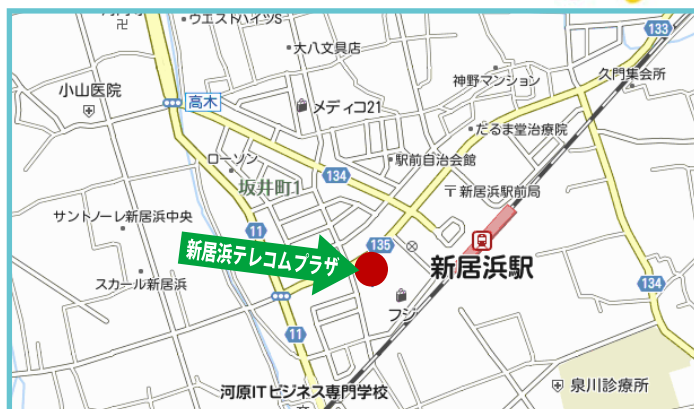 ウエストハイツS
133
大八文具店
神野マンション
久門集会所
小山医院
高木
メディコ21
だるま堂治療院
ローソン
駅前自治会館
134
坂井町1
〒新居浜駅前局
サントノーレ新居浜中央
11
新居浜テレコムプラザ
135
新居浜駅
スカール新居浜
134
フジ
11
河原ITビジネス専門学校
泉川診療所